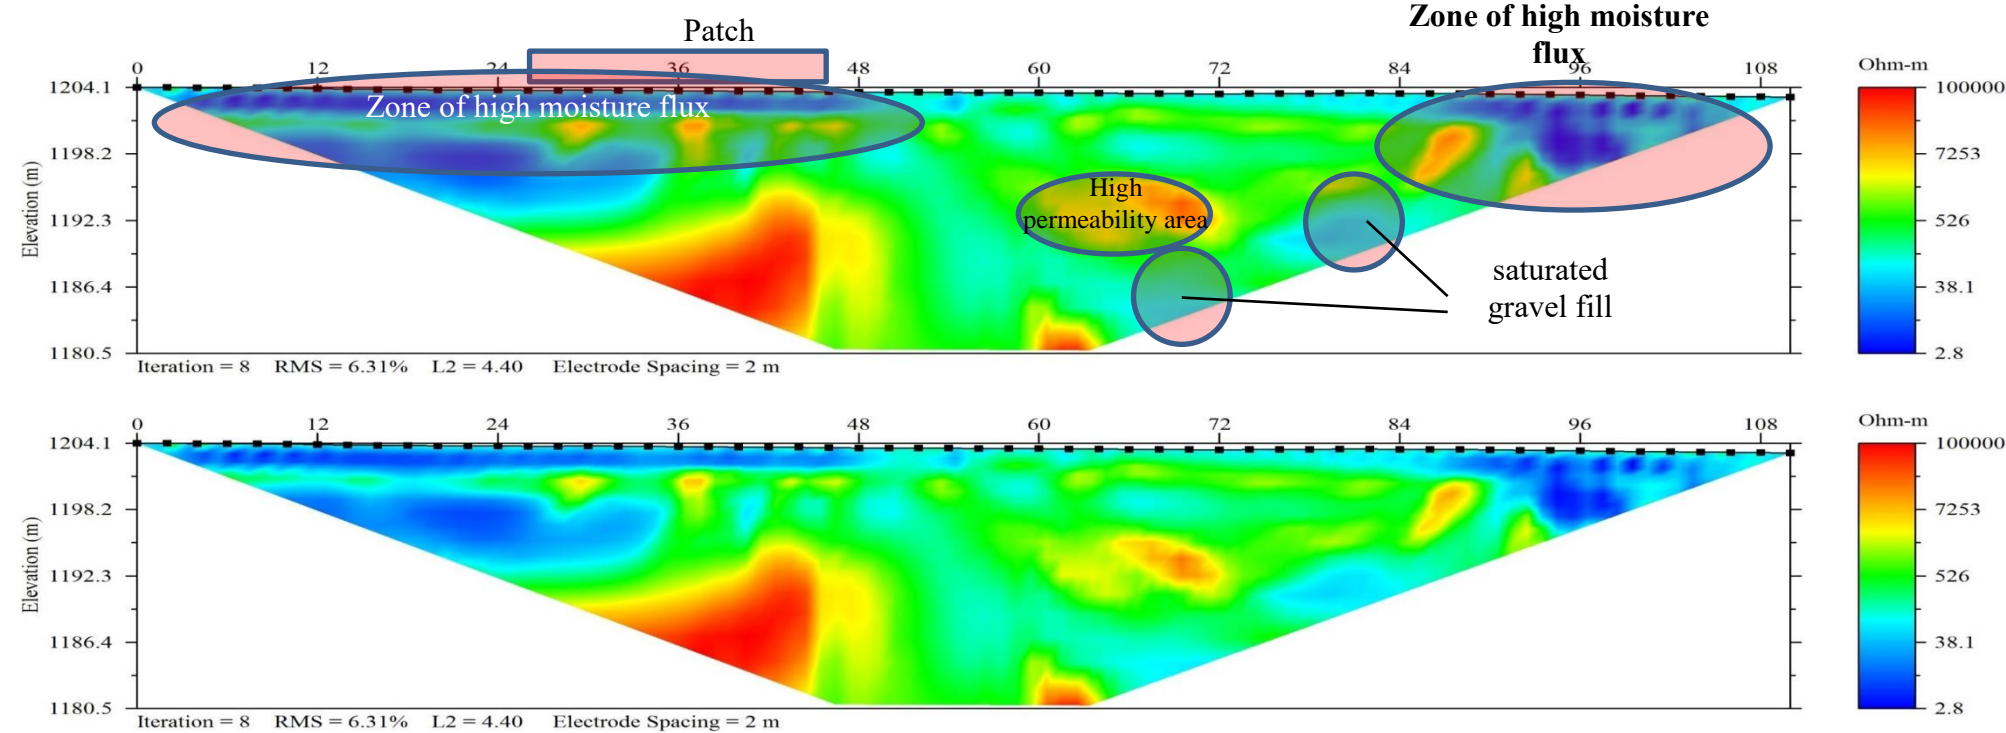 Zone of high moisture
flux
Patch
0 12 24 36 48 60 72 84 96 108
Ohm-m
1204.1
1198.2
1192.3
1186.4
1180.5
Elevation (m)
Zone of high moisture flux
High
permeability area
saturated
gravel fill
100000
7253
526
38.1
2.8
Iteration = 8 RMS = 6.31% L2 = 4.40 Electrode Spacing = 2 m
0 12 24 36 48 60 72 84 96 108
Ohm-m
1204.1
1198.2
1192.3
1186.4
1180.5
Elevation (m)
100000
7253
526
38.1
2.8
Iteration = 8 RMS = 6.31% L2 = 4.40 Electrode Spacing = 2 m